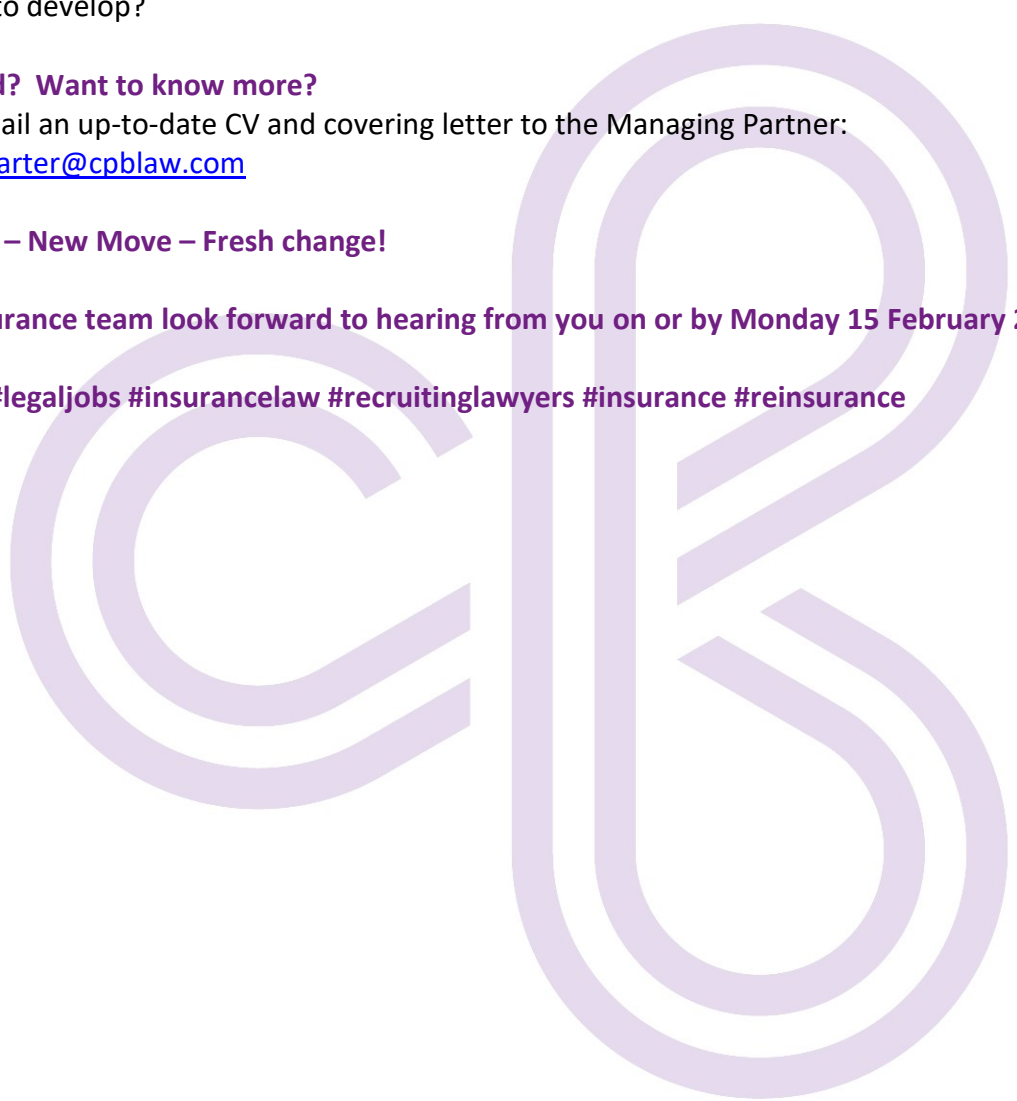 to develop?
d? Want to know more?
ail an up-to-date CV and covering letter to the Managing Partner:
arter@cpblaw.com
– New Move – Fresh change!
urance team look forward to hearing from you on or by Monday 15 February
#legaljobs #insurancelaw #recruitinglawyers #insurance #reinsurance